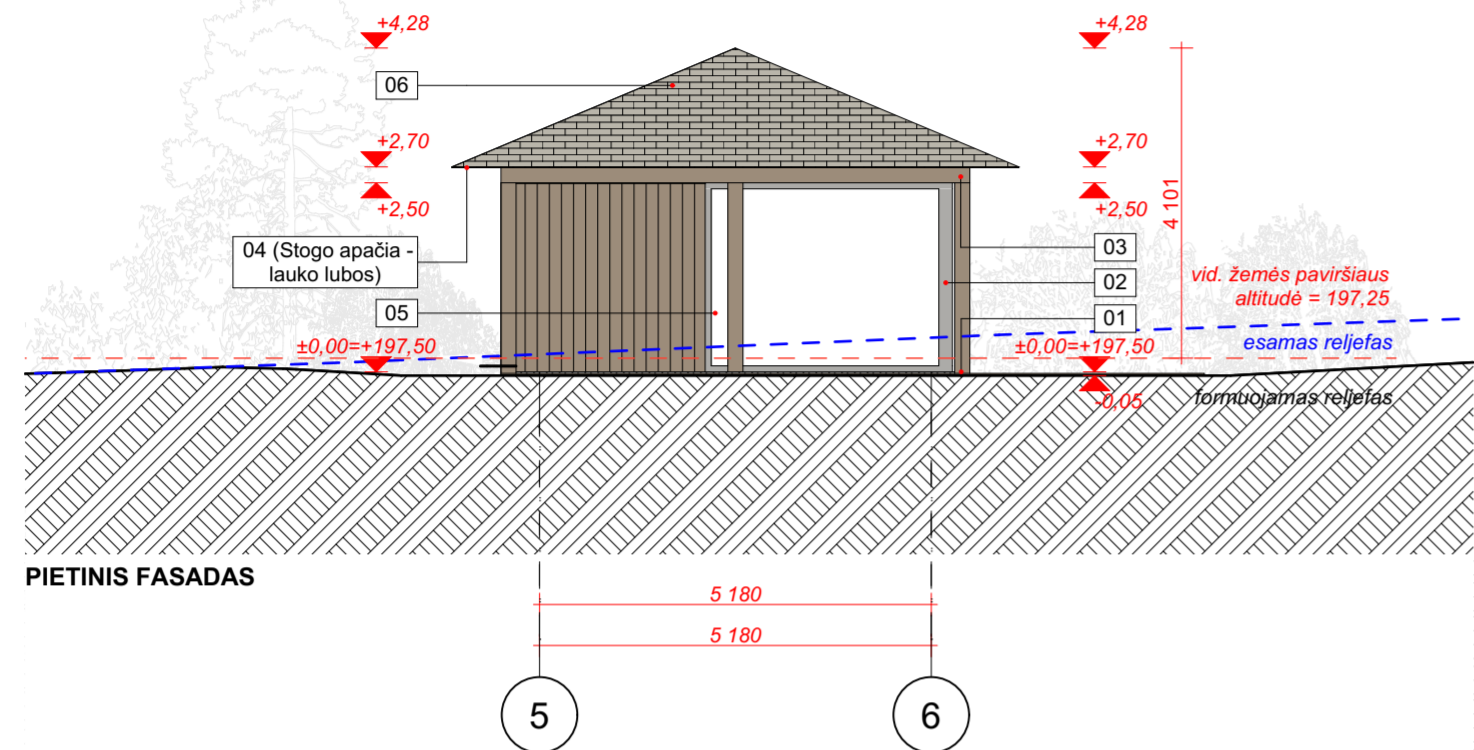 +4,28
+4,28
06
+2,70
+2,70
+2,50
+2,50
4 101
04 (Stogo apačia -
lauko lubos)
03
02
vid. žemės paviršiaus
altitudė = 197,25
05
01
±0,00=+197,50
±0,00=+197,50
esamas reljefas
-0,05
formuojamas reljefas
PIETINIS FASADAS
5 180
5 180
5
6